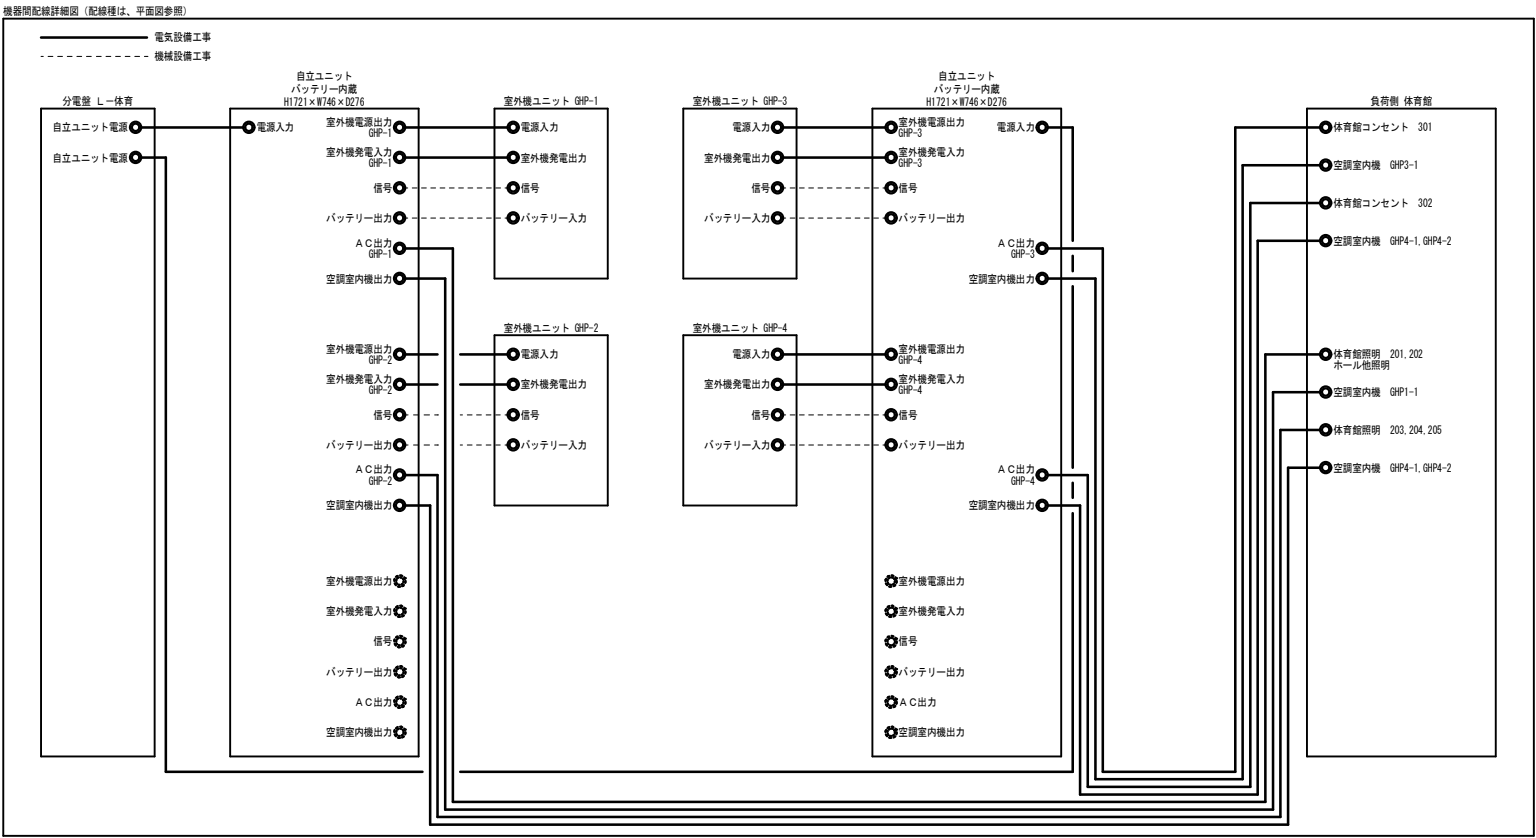 機器間配線詳細図（配線種は、平面図参照）
電気設備工事
機械設備工事
分電盤 Ｌ－体育
自立ユニット電源
自立ユニット電源
自立ユニット
バッテリー内蔵
H1721×W746×D276
電源入力
室外機電源出力
GHP-1
室外機発電入力
GHP-1
信号
バッテリー出力
ＡＣ出力
GHP-1
空調室内機出力
室外機電源出力
GHP-2
室外機発電入力
GHP-2
信号
バッテリー出力
ＡＣ出力
GHP-2
空調室内機出力
室外機電源出力
室外機発電入力
信号
バッテリー出力
ＡＣ出力
空調室内機出力
室外機ユニット GHP-1
電源入力
室外機発電出力
信号
バッテリー入力
室外機ユニット GHP-2
電源入力
室外機発電出力
信号
バッテリー入力
室外機ユニット GHP-3
電源入力
室外機発電出力
信号
バッテリー入力
室外機ユニット GHP-4
電源入力
室外機発電出力
信号
バッテリー入力
自立ユニット
バッテリー内蔵
H1721×W746×D276
室外機電源出力
GHP-3
電源入力
室外機発電入力
GHP-3
信号
バッテリー出力
ＡＣ出力
GHP-3
空調室内機出力
室外機電源出力
GHP-4
室外機発電入力
GHP-4
信号
バッテリー出力
ＡＣ出力
GHP-4
空調室内機出力
室外機電源出力
室外機発電入力
信号
バッテリー出力
ＡＣ出力
空調室内機出力
負荷側 体育館
体育館コンセント 301
空調室内機 GHP3-1
体育館コンセント 302
空調室内機 GHP4-1,GHP4-2
体育館照明 201,202
ホール他照明
空調室内機 GHP1-1
体育館照明 203,204,205
空調室内機 GHP4-1,GHP4-2